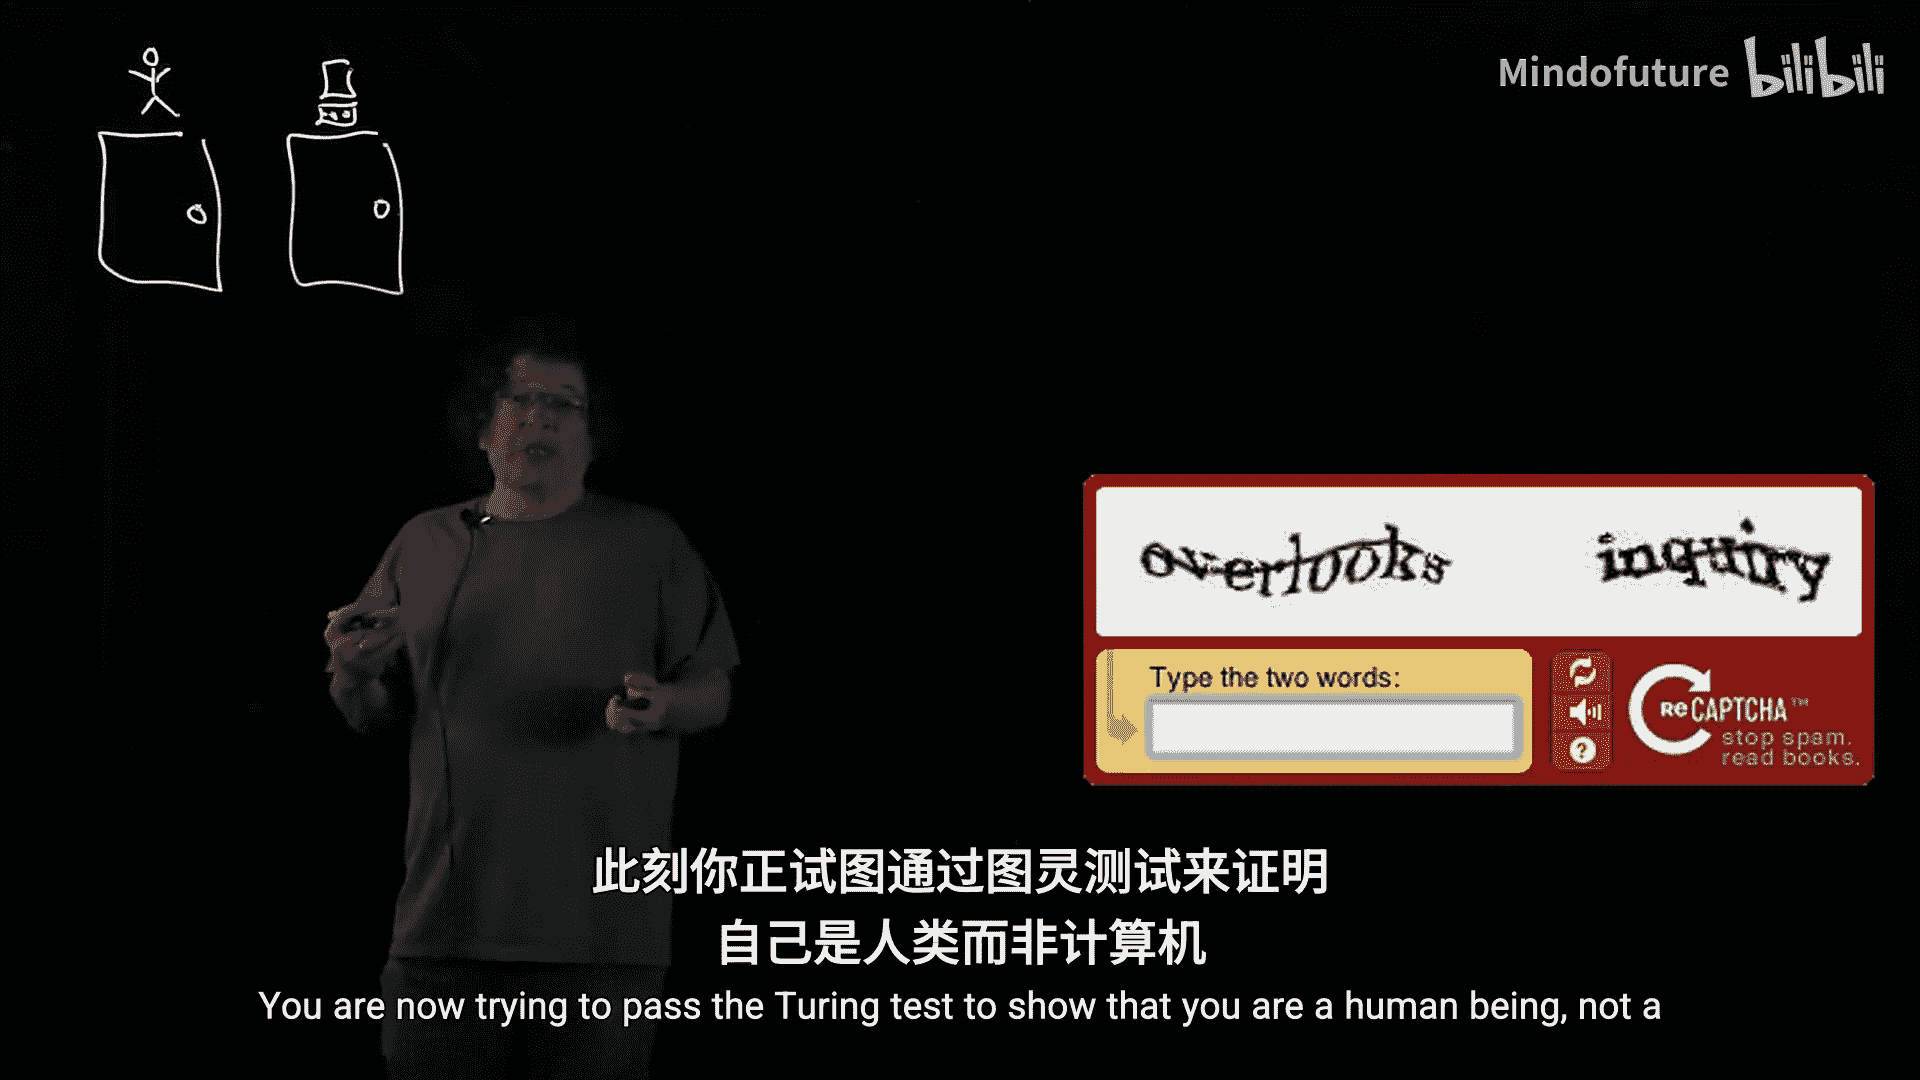 Mindofuture bilibili
overlooks inquiry
Type the two words:
ReCAPTCHA™
stop spam.
read books.
此刻你正试图通过图灵测试来证明
自己是人类而非计算机
You are now trying to pass the Turing test to show that you are a human being, not a